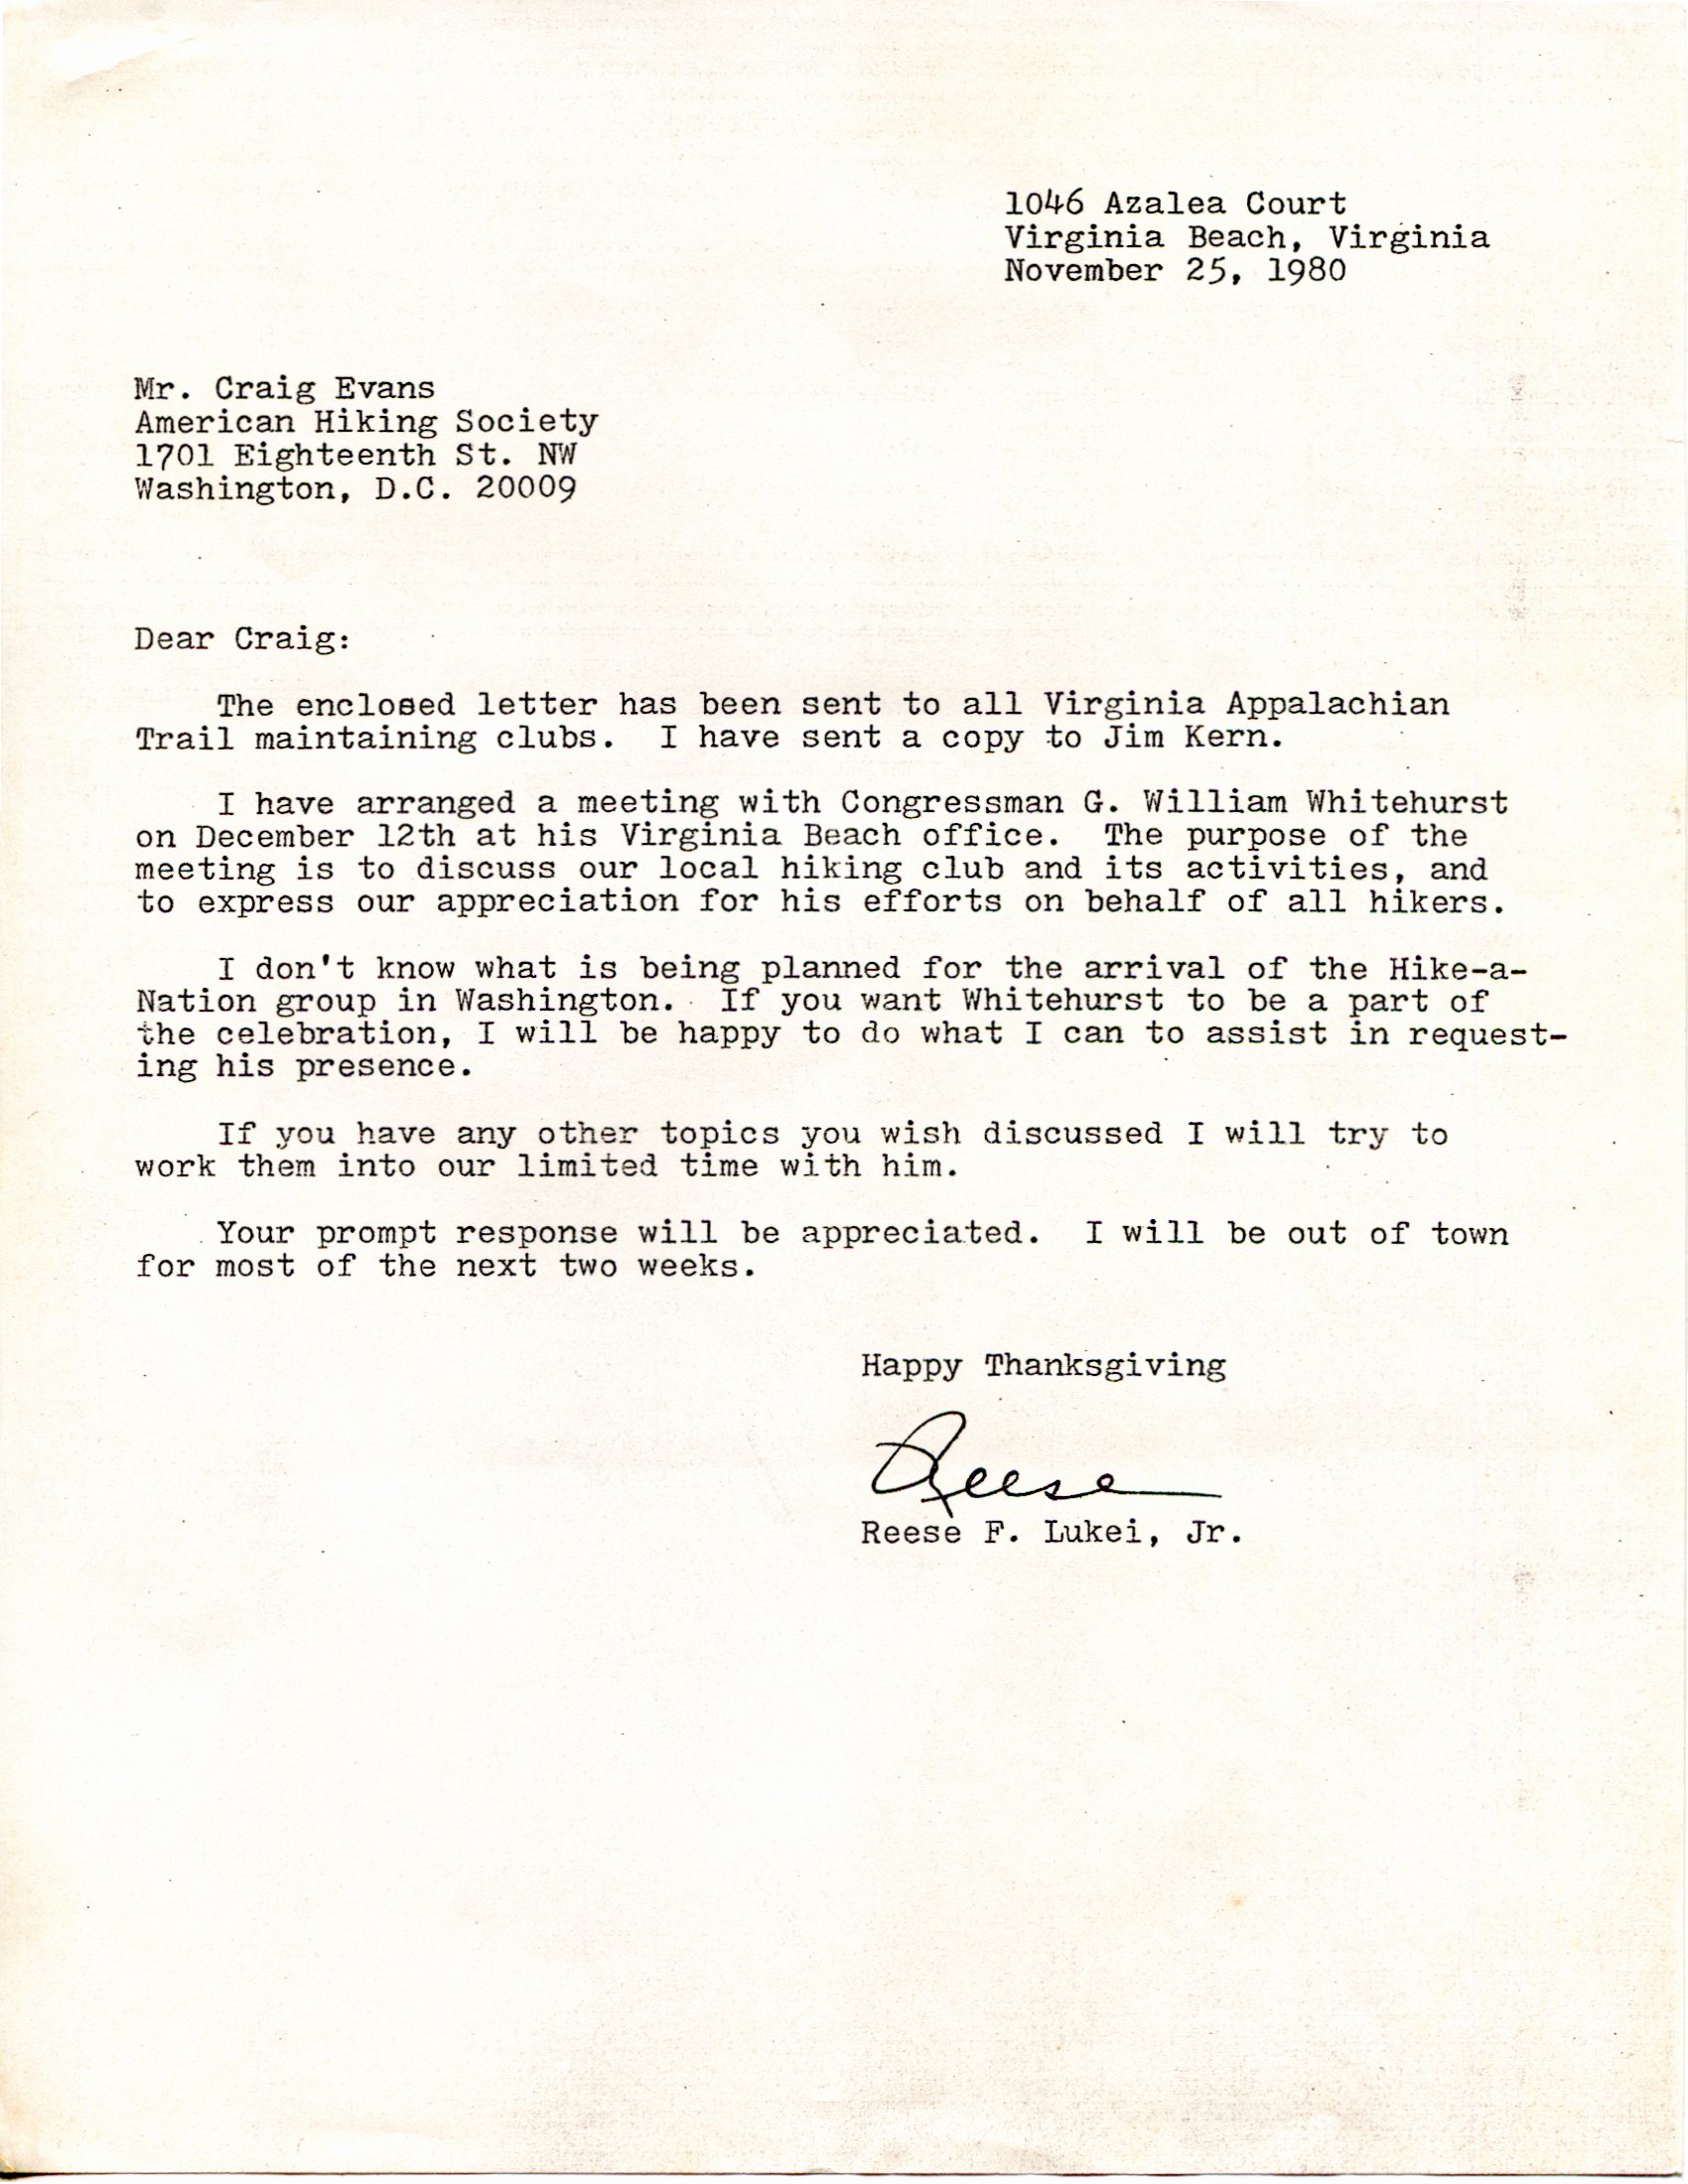 1046 Azalea Court
Virginia Beach, Virginia
November 25, 1980
Mr. Craig Evans
American Hiking Society
1701 Eighteenth St. NW
Washington, D.C. 20009
Dear Craig:
The enclosed letter has been sent to all Virginia Appalachian
Trail maintaining clubs. I have sent a copy to Jim Kern.
I have arranged a meeting with Congressman G. William Whitehurst
on December 12th at his Virginia Beach office. The purpose of the
meeting is to discuss our local hiking club and its activities, and
to express our appreciation for his efforts on behalf of all hikers.
I don't know what is being planned for the arrival of the Hike-a-
Nation group in Washington. If you want Whitehurst to be a part of
the celebration, I will be happy to do what I can to assist in request-
ing his presence.
If you have any other topics you wish discussed I will try to
work them into our limited time with him.
Your prompt response will be appreciated. I will be out of town
for most of the next two weeks.
Happy Thanksgiving
Reese
Reese F. Lukei, Jr.